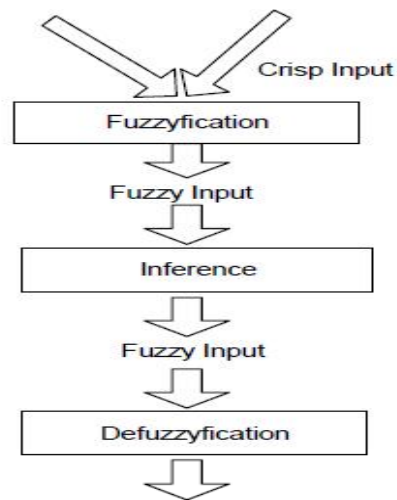 Crisp Input
Fuzzyfication
Fuzzy Input
Inference
Fuzzy Input
Defuzzyfication